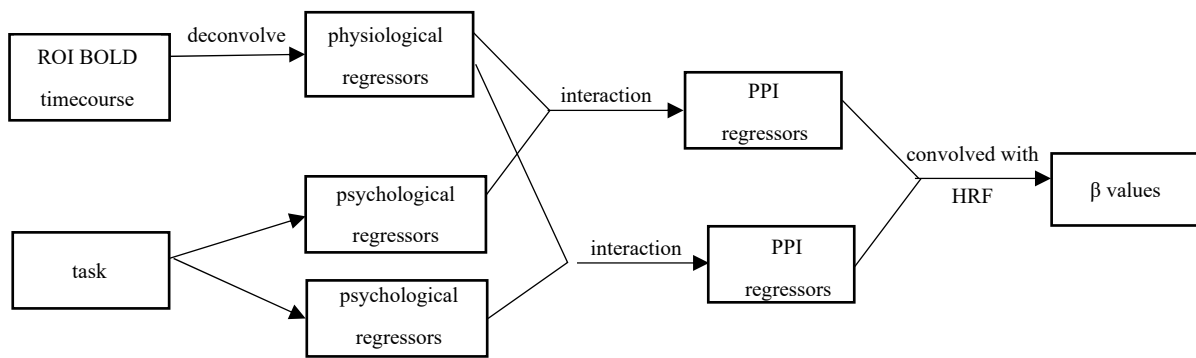 ROI BOLD
timecourse
deconvolve
physiological
regressors
interaction
PPI
regressors
convolved with
HRF
β values
psychological
regressors
task
psychological
regressors
interaction
PPI
regressors